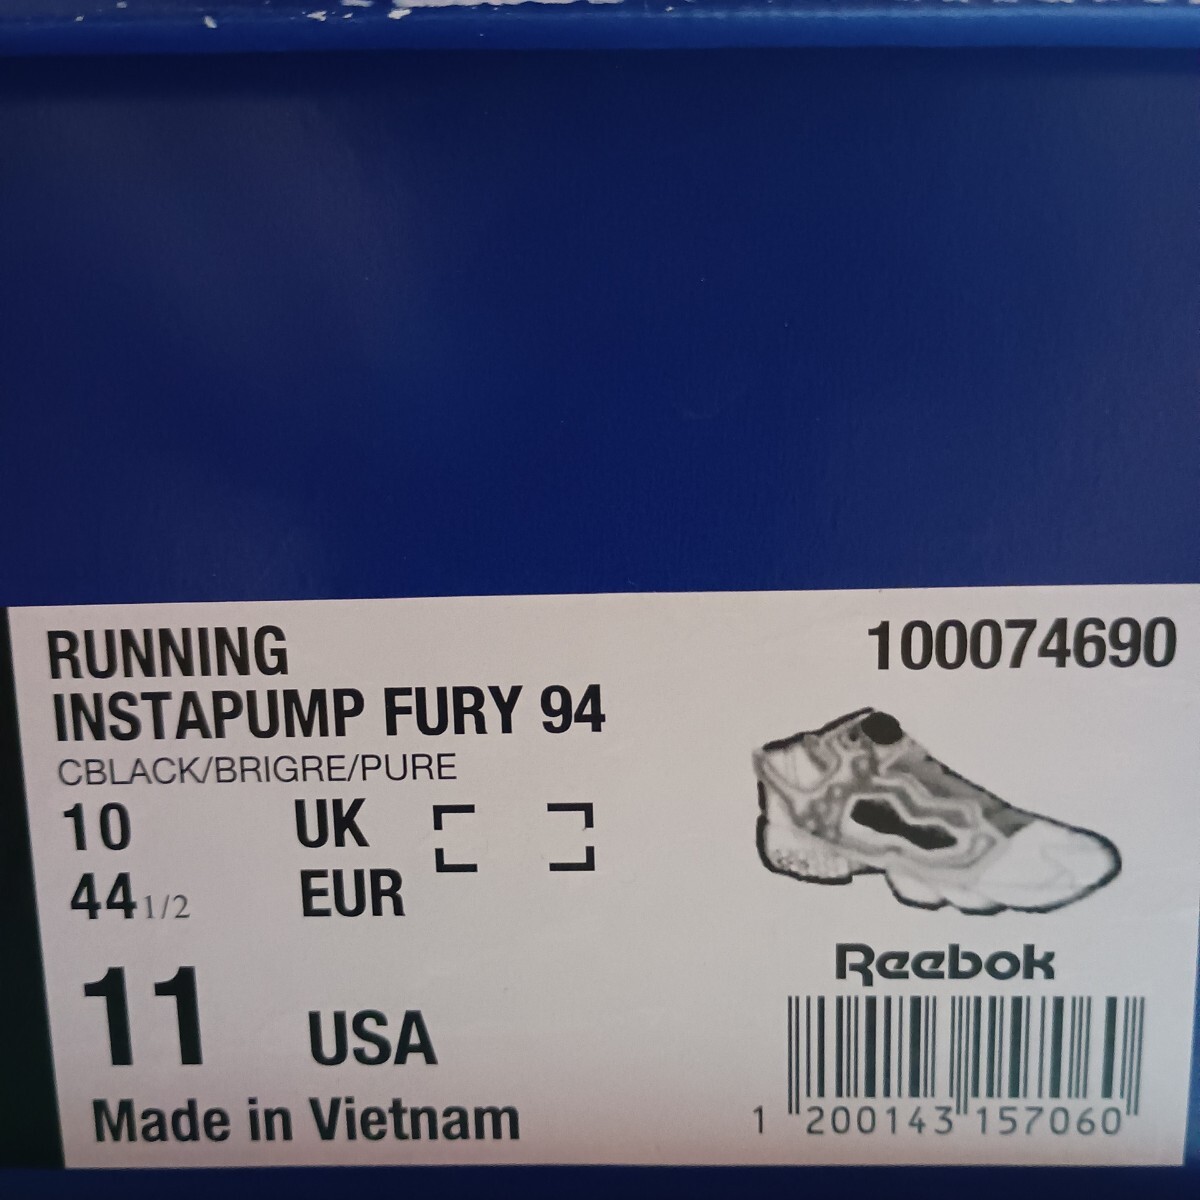 RUNNING
100074690
INSTAPUMP FURY 94
CBLACK/BRIGRE/PURE
10 UK
44 1/2 EUR
Reebok
11 USA
Made in Vietnam
1 200143 157060